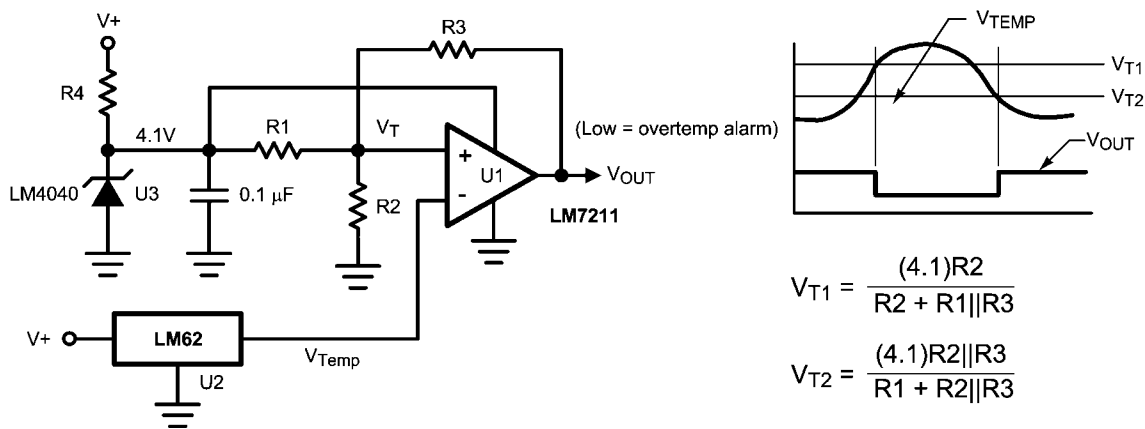 V+
R4
4.1V
LM4040
U3
0.1 μF
R1
VT
R2
R3
+
-
U1
LM7211
VOUT
(Low = overtemp alarm)
V+
LM62
U2
VTemp
VTEMP
VT1
VT2
VOUT
VT1 = (4.1)R2 / R2 + R1||R3
VT2 = (4.1)R2||R3 / R1 + R2||R3